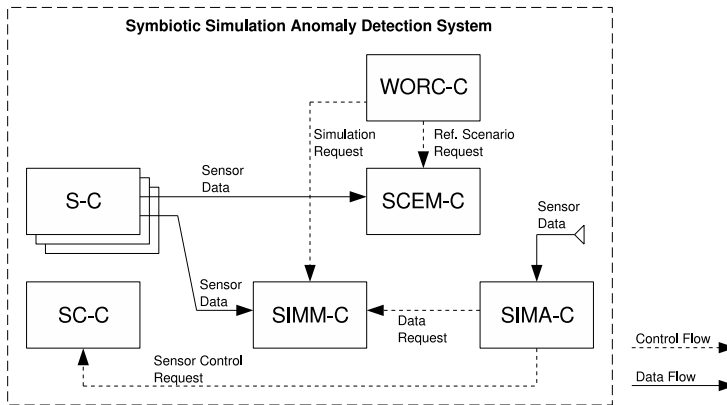 Symbiotic Simulation Anomaly Detection System
WORC-C
Simulation
Request
Ref. Scenario
Request
Sensor
Data
S-C
SCEM-C
Sensor
Data
Sensor
Data
SC-C
SIMM-C
Data
Request
SIMA-C
Sensor Control
Request
Control Flow
Data Flow